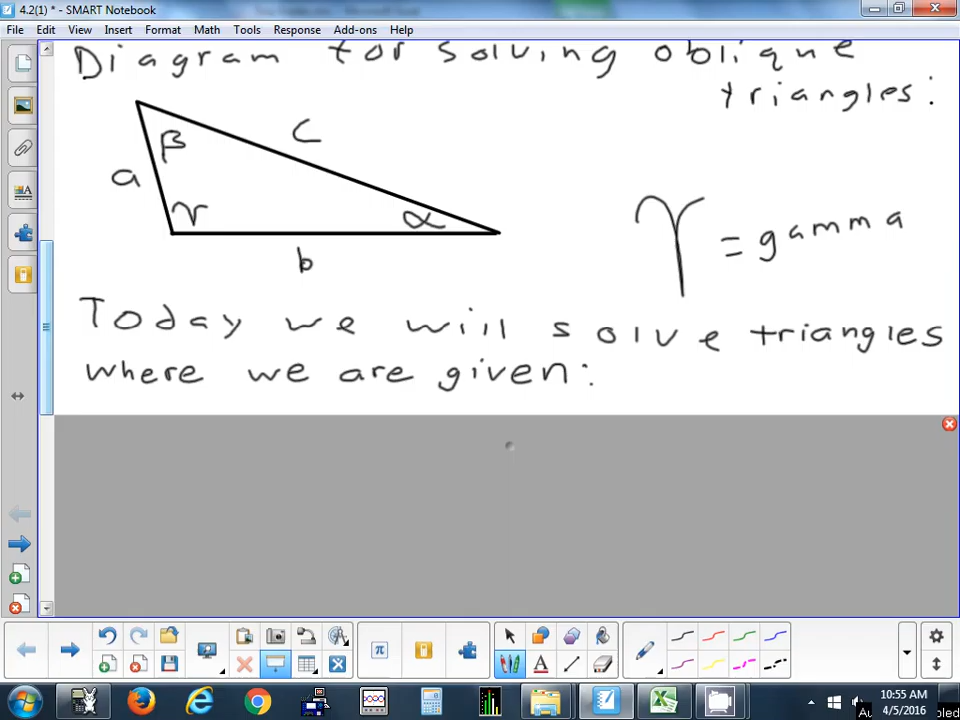 4.2(1) * - SMART Notebook
File Edit View Insert Format Math Tools Response Add-ons Help
Diagram for solving oblique
triangles:
β
c
a
γ
α
b
γ = gamma
Today we will solve triangles
where we are given:
π
A
10:55 AM
4/5/2016